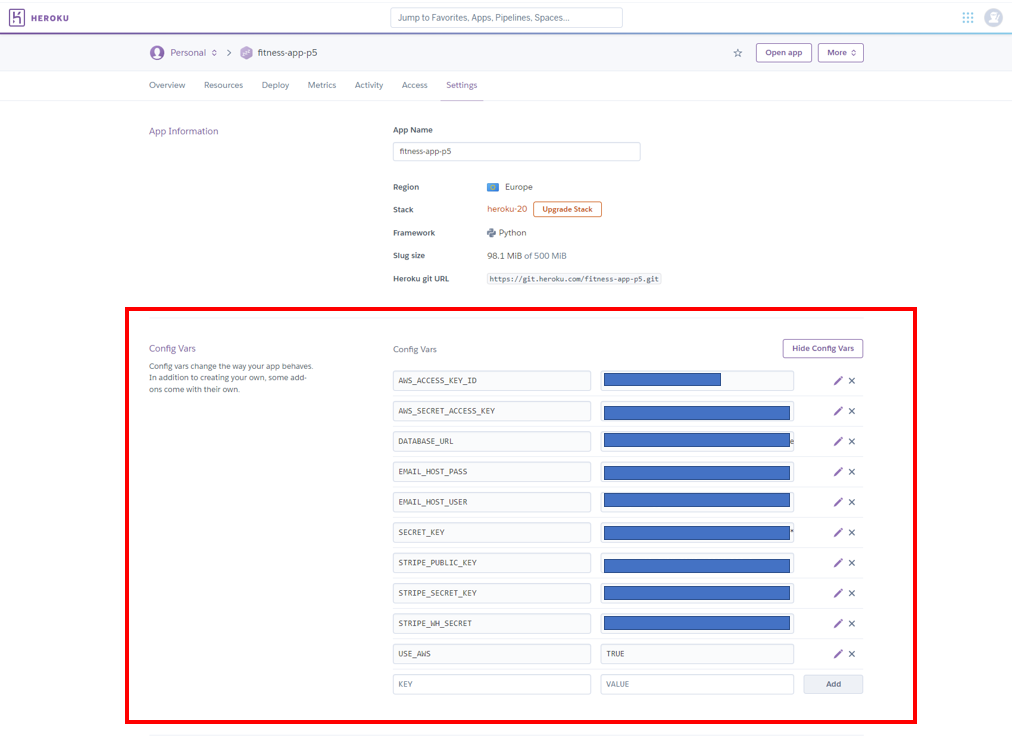 HEROKU
Jump to Favorites, Apps, Pipelines, Spaces...
Personal > fitness-app-p5
Open app
More
Overview Resources Deploy Metrics Activity Access Settings
App Information
App Name
fitness-app-p5
Region Europe
Stack heroku-20 Upgrade Stack
Framework Python
Slug size 98.1 MiB of 500 MiB
Heroku git URL https://git.heroku.com/fitness-app-p5.git
Config Vars
Config vars change the way your app behaves.
In addition to creating your own, some add-
ons come with their own.
Config Vars Hide Config Vars
AWS_ACCESS_KEY_ID
AWS_SECRET_ACCESS_KEY
DATABASE_URL
EMAIL_HOST_PASS
EMAIL_HOST_USER
SECRET_KEY
STRIPE_PUBLIC_KEY
STRIPE_SECRET_KEY
STRIPE_WH_SECRET
USE_AWS TRUE
KEY VALUE Add